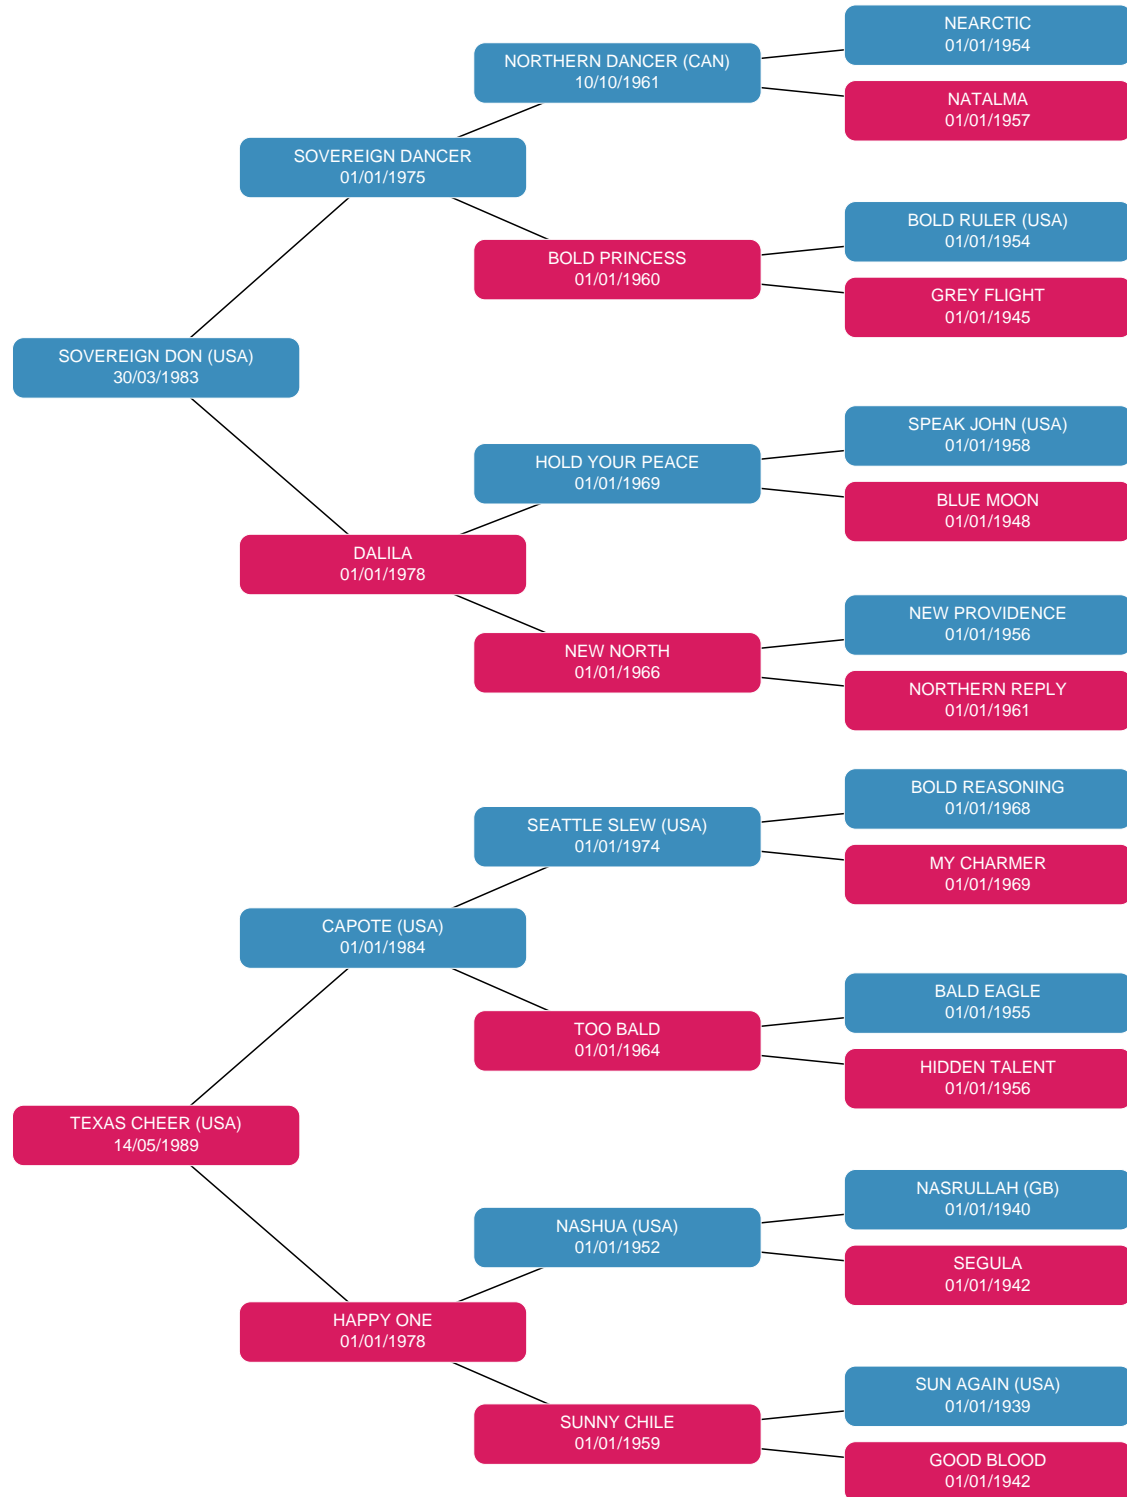 NEARCTIC
01/01/1954
NORTHERN DANCER (CAN)
10/10/1961
NATALMA
01/01/1957
SOVEREIGN DANCER
01/01/1975
BOLD RULER (USA)
01/01/1954
BOLD PRINCESS
01/01/1960
GREY FLIGHT
01/01/1945
SOVEREIGN DON (USA)
30/03/1983
SPEAK JOHN (USA)
01/01/1958
HOLD YOUR PEACE
01/01/1969
BLUE MOON
01/01/1948
DALILA
01/01/1978
NEW PROVIDENCE
01/01/1956
NEW NORTH
01/01/1966
NORTHERN REPLY
01/01/1961
BOLD REASONING
01/01/1968
SEATTLE SLEW (USA)
01/01/1974
MY CHARMER
01/01/1969
CAPOTE (USA)
01/01/1984
BALD EAGLE
01/01/1955
TOO BALD
01/01/1964
HIDDEN TALENT
01/01/1956
TEXAS CHEER (USA)
14/05/1989
NASRULLAH (GB)
01/01/1940
NASHUA (USA)
01/01/1952
SEGULA
01/01/1942
HAPPY ONE
01/01/1978
SUN AGAIN (USA)
01/01/1939
SUNNY CHILE
01/01/1959
GOOD BLOOD
01/01/1942